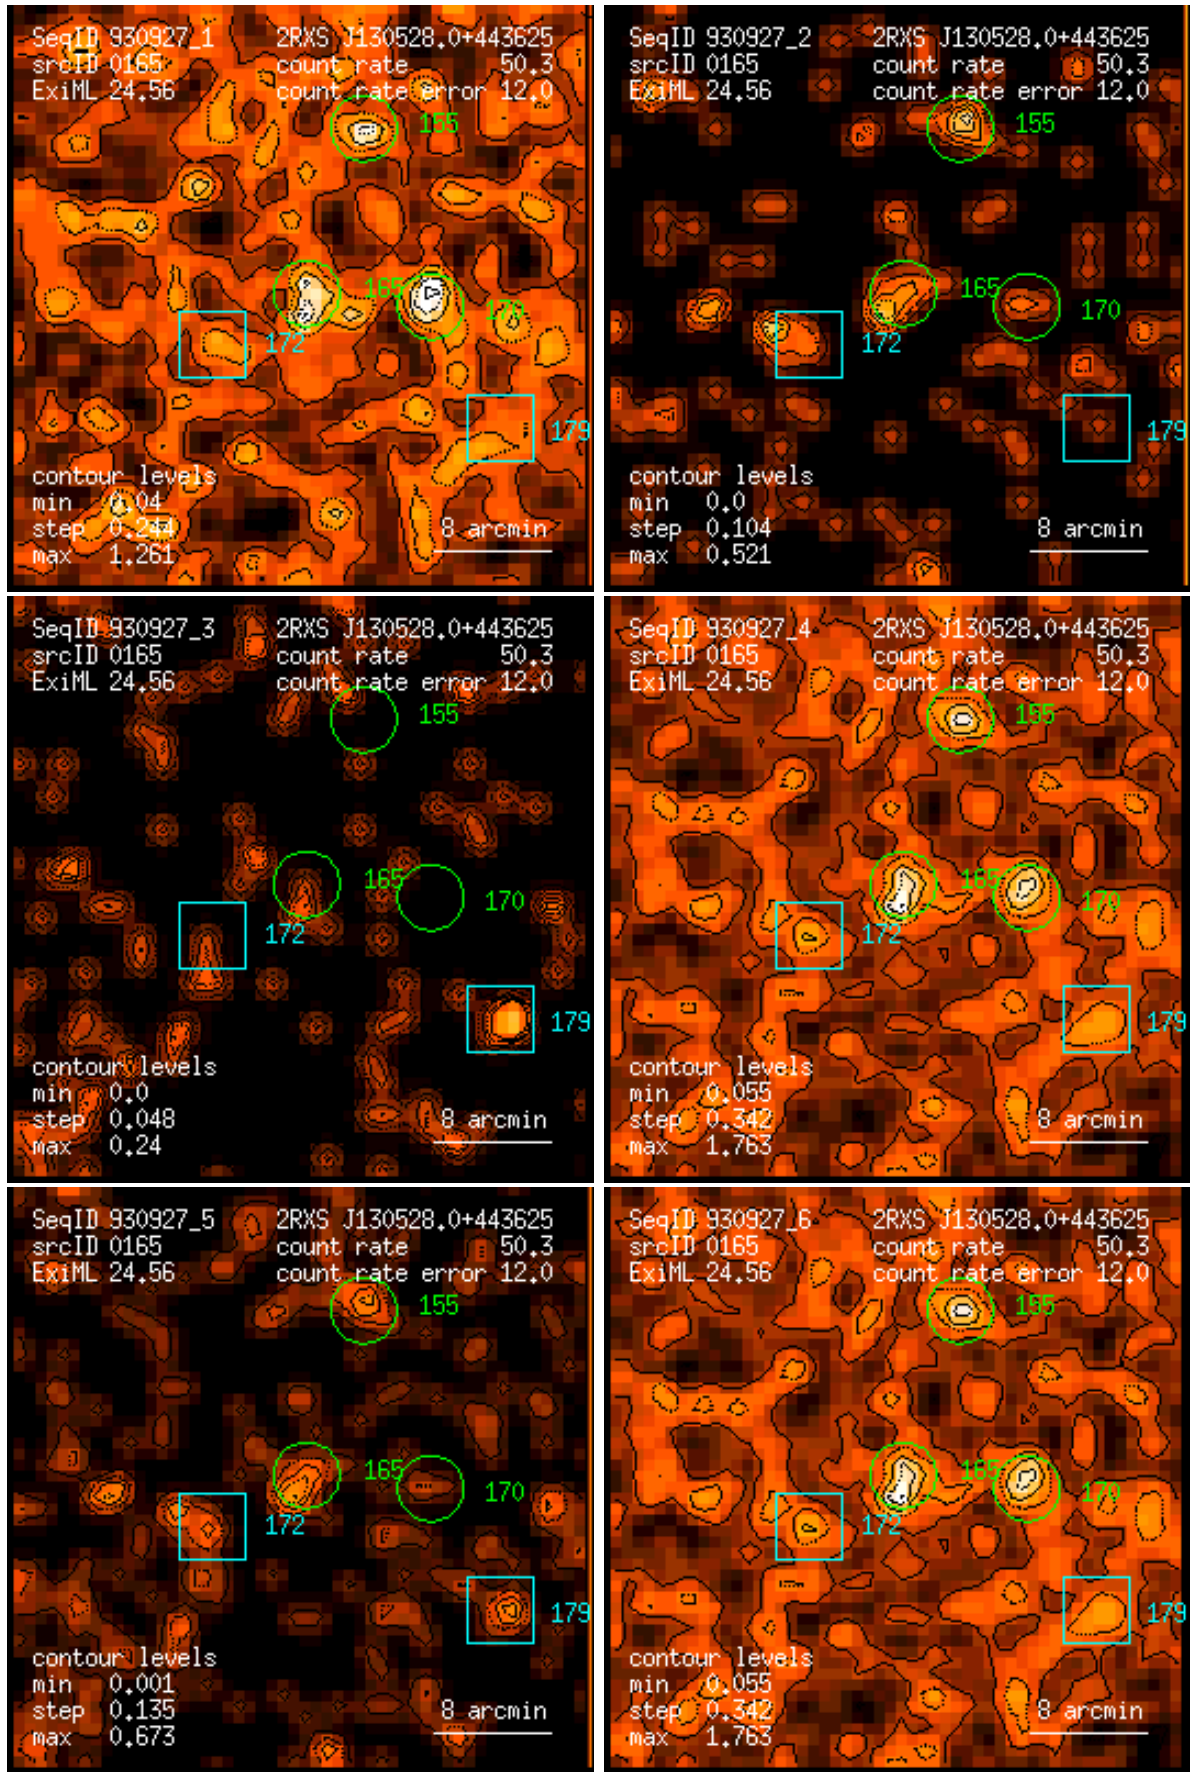 SeqID 930927_1 2RXS J130528.0+443625
srcID 0165 count rate 50.3
ExiML 24.56 count rate error 12.0
155
165
170
172
179
contour levels
min 0.04
step 0.244 8 arcmin
max 1.261
SeqID 930927_2 2RXS J130528.0+443625
srcID 0165 count rate 50.3
ExiML 24.56 count rate error 12.0
155
165
170
172
179
contour levels
min 0.0
step 0.104 8 arcmin
max 0.521
SeqID 930927_3 2RXS J130528.0+443625
srcID 0165 count rate 50.3
ExiML 24.56 count rate error 12.0
155
165
170
172
179
contour levels
min 0.0
step 0.048 8 arcmin
max 0.24
SeqID 930927_4 2RXS J130528.0+443625
srcID 0165 count rate 50.3
ExiML 24.56 count rate error 12.0
155
165
170
172
179
contour levels
min 0.055
step 0.342 8 arcmin
max 1.763
SeqID 930927_5 2RXS J130528.0+443625
srcID 0165 count rate 50.3
ExiML 24.56 count rate error 12.0
155
165
170
172
179
contour levels
min 0.001
step 0.135 8 arcmin
max 0.673
SeqID 930927_6 2RXS J130528.0+443625
srcID 0165 count rate 50.3
ExiML 24.56 count rate error 12.0
155
165
170
172
179
contour levels
min 0.055
step 0.342 8 arcmin
max 1.763